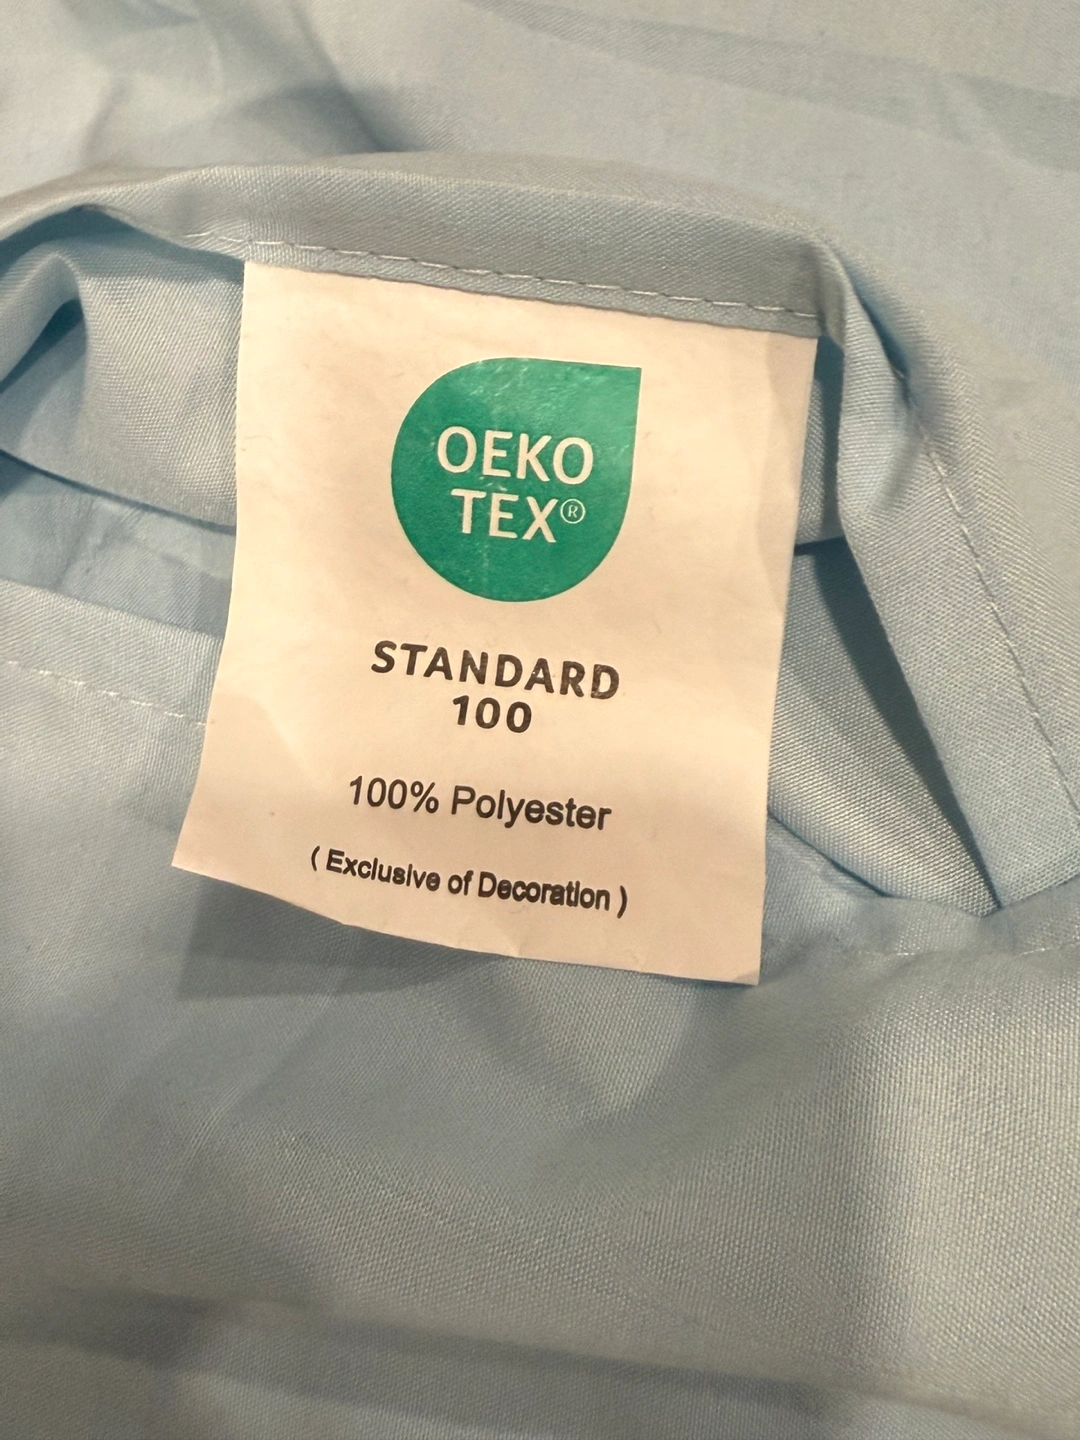 OEKO
TEX®
STANDARD
100
100% Polyester
( Exclusive of Decoration )